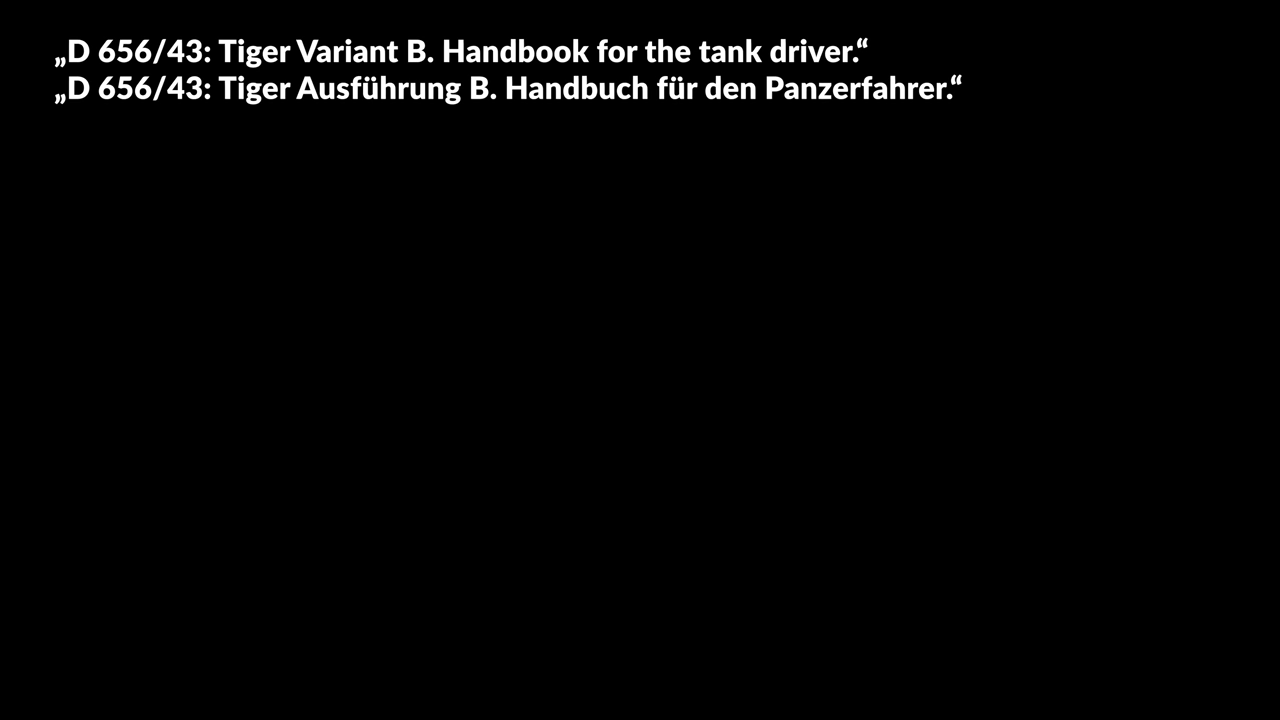 „D 656/43: Tiger Variant B. Handbook for the tank driver.“
„D 656/43: Tiger Ausführung B. Handbuch für den Panzerfahrer.“